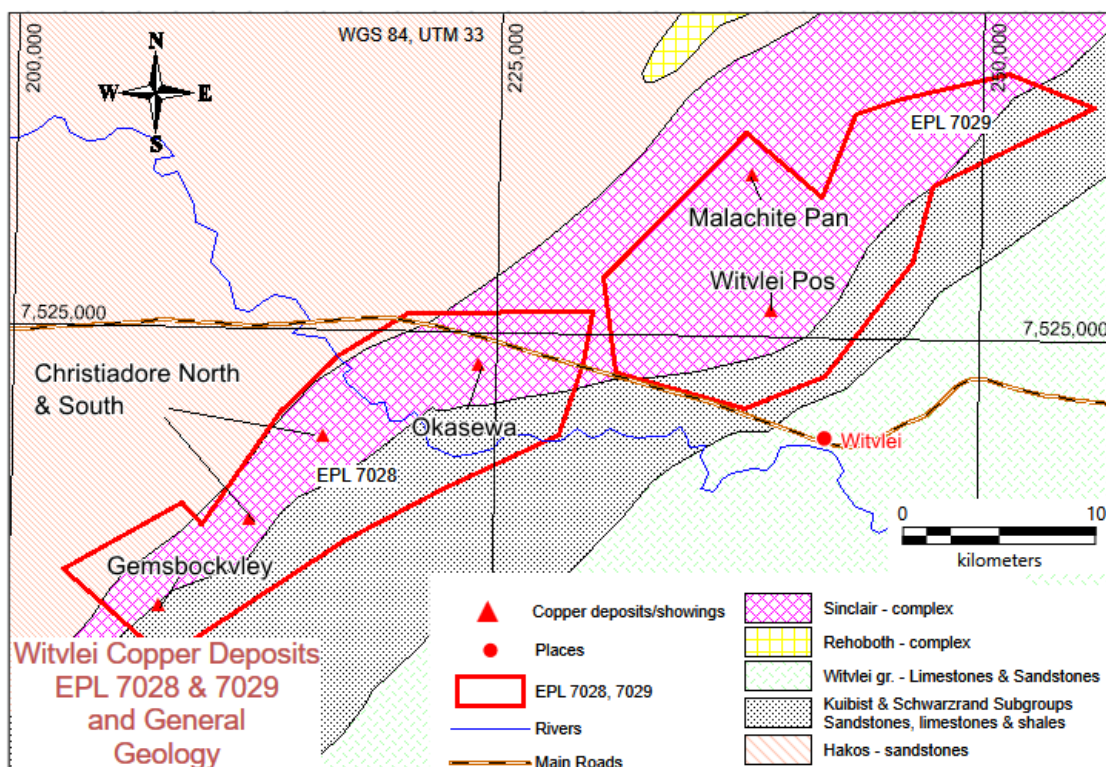 200,000
WGS 84, UTM 33
225,000
250,000
N
W E
S
EPL 7029
Malachite Pan
Witvlei Pos
7,525,000
7,525,000
Christiadore North
& South
Okasewa
Witvlei
EPL 7028
0 10
kilometers
Gemsbockvley
Witvlei Copper Deposits
EPL 7028 & 7029
and General
Geology
Copper deposits/showings
Places
EPL 7028, 7029
Rivers
Main Roads
Sinclair - complex
Rehoboth - complex
Witvlei gr. - Limestones & Sandstones
Kuibist & Schwarzrand Subgroups
Sandstones, limestones & shales
Hakos - sandstones